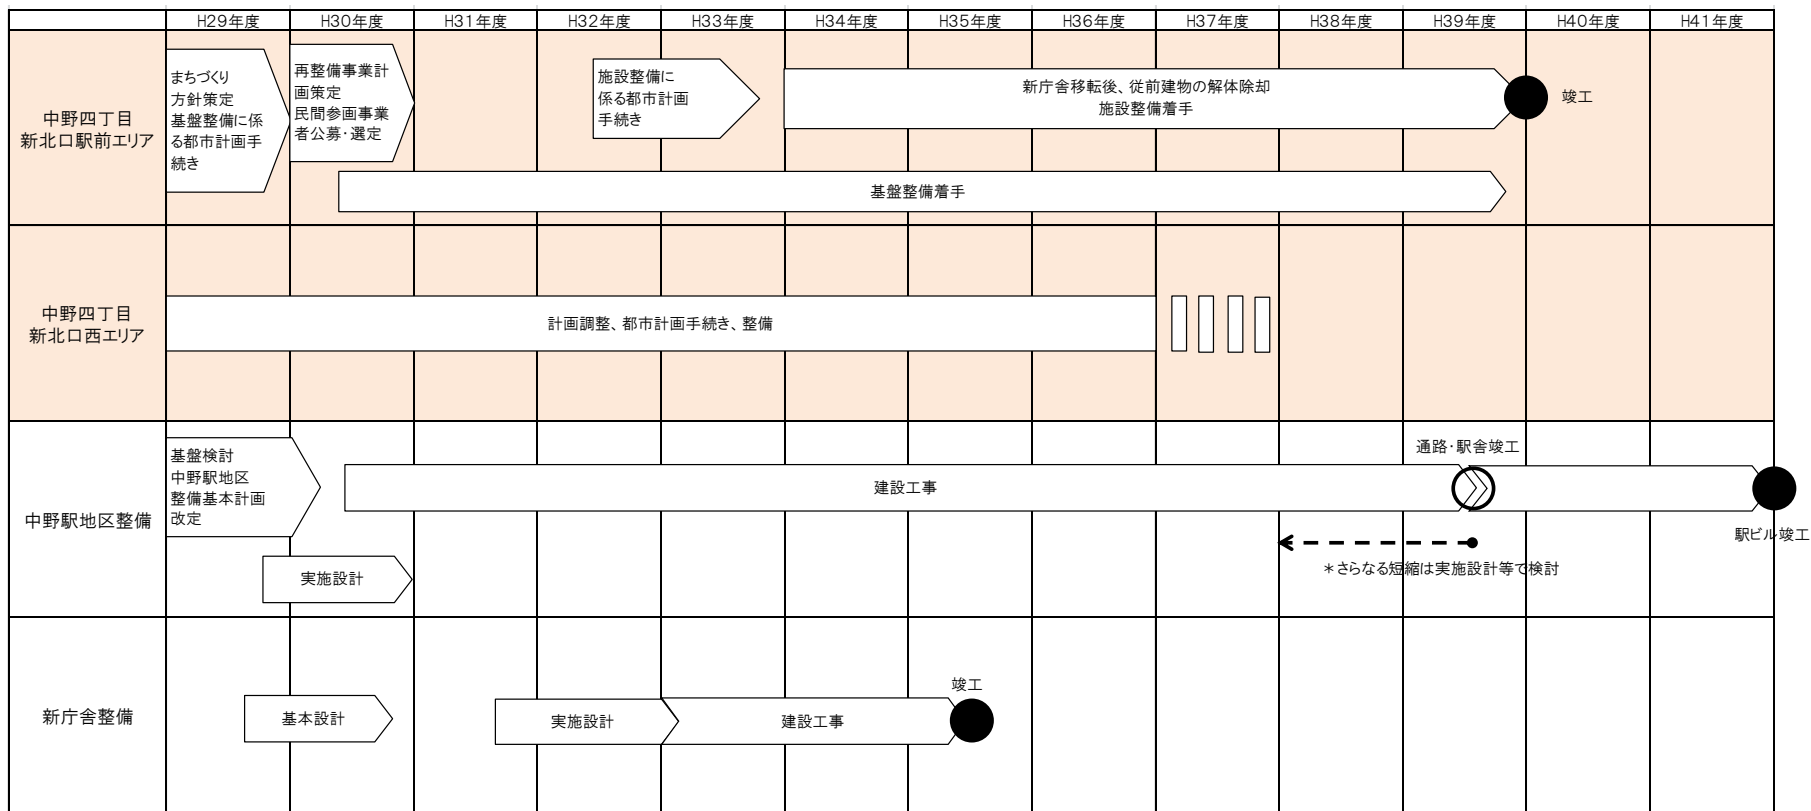 H29年度 H30年度 H31年度 H32年度 H33年度 H34年度 H35年度 H36年度 H37年度 H38年度 H39年度 H40年度 H41年度
中野四丁目
新北口駅前エリア
まちづくり
方針策定
基盤整備に係
る都市計画手
続き
再整備事業計
画策定
民間参画事業
者公募・選定
施設整備に
係る都市計画
手続き
新庁舎移転後、従前建物の解体除却
施設整備着手
竣工
基盤整備着手
中野四丁目
新北口西エリア
計画調整、都市計画手続き、整備
中野駅地区整備
基盤検討
中野駅地区
整備基本計画
改定
実施設計
建設工事
通路・駅舎竣工
駅ビル竣工
＊さらなる短縮は実施設計等で検討
新庁舎整備
基本設計
実施設計
建設工事
竣工